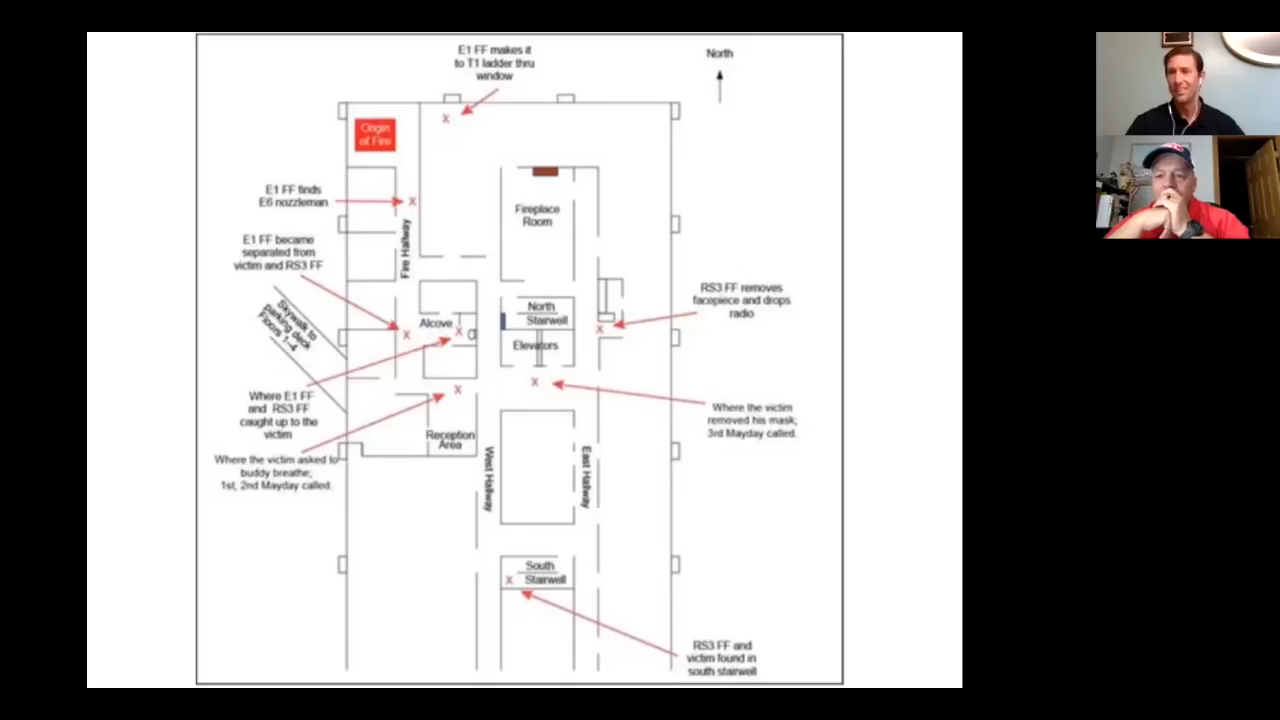 E1 FF makes it
to T1 ladder thru
window
North
Origin
of Fire
E1 FF finds
E6 nozzleman
Fireplace
Room
Fire Hallway
E1 FF became
separated from
victim and RS3 FF
RS3 FF removes
facepiece and drops
radio
Skywalk to
parking deck
Floors 1-4
North
Stairwell
Alcove
Elevators
Where E1 FF
and RS3 FF
caught up to the
victim
Where the victim
removed his mask;
3rd Mayday called.
Reception
Area
Where the victim asked to
buddy breathe;
1st, 2nd Mayday called.
West Hallway
East Hallway
South
Stairwell
RS3 FF and
victim found in
south stairwell
X
X
X
X
X
X
X
X